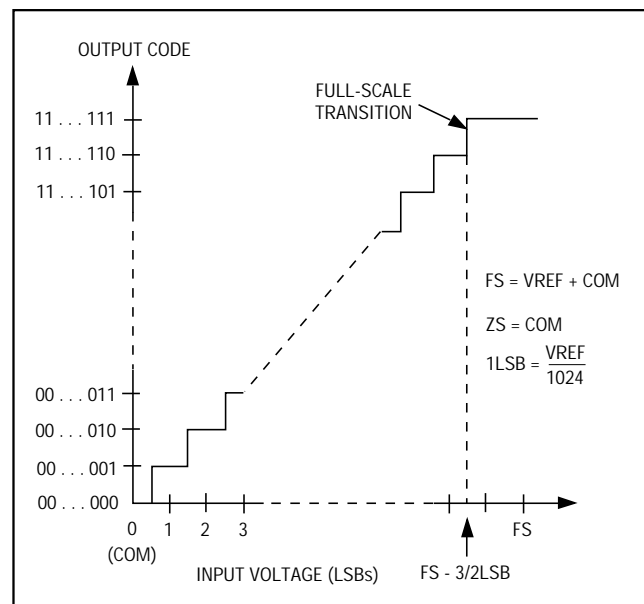 OUTPUT CODE
FULL-SCALE
TRANSITION
11 . . . 111
11 . . . 110
11 . . . 101
FS = VREF + COM
ZS = COM
1LSB = VREF
1024
00 . . . 011
00 . . . 010
00 . . . 001
00 . . . 000
0 1 2 3 FS
(COM)
INPUT VOLTAGE (LSBs) FS - 3/2LSB